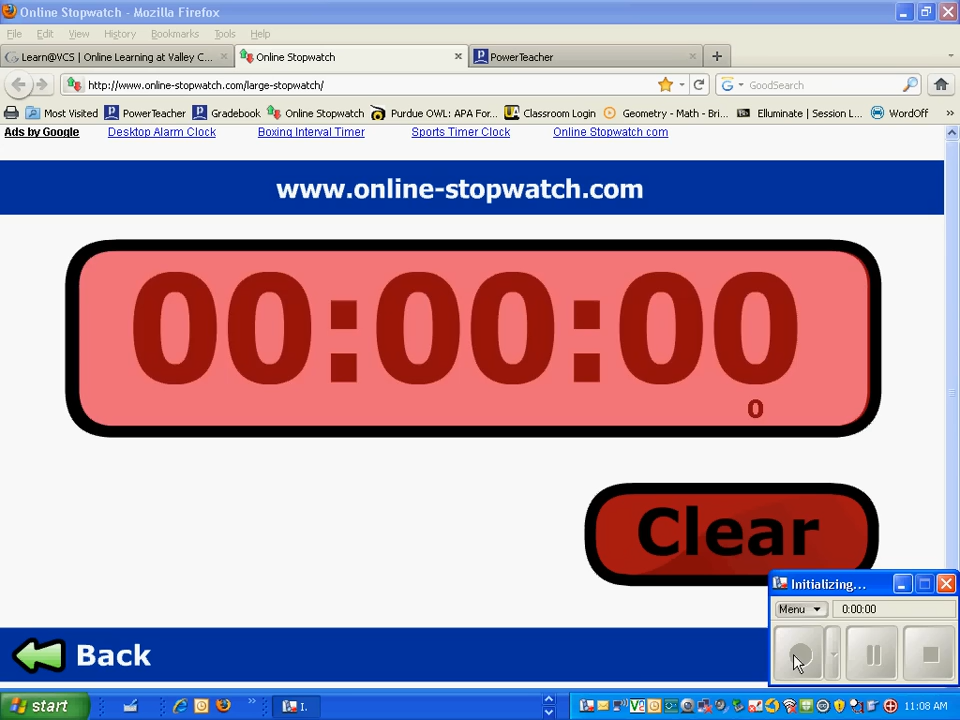 Online Stopwatch - Mozilla Firefox
File Edit View History Bookmarks Tools Help
Learn@VCS | Online Learning at Valley C... Online Stopwatch PowerTeacher
http://www.online-stopwatch.com/large-stopwatch/ GoodSearch
Most Visited PowerTeacher Gradebook Online Stopwatch Purdue OWL: APA For... Classroom Login Geometry - Math - Bri... Elluminate | Session L... WordOff
Ads by Google Desktop Alarm Clock Boxing Interval Timer Sports Timer Clock Online Stopwatch com
www.online-stopwatch.com
00:00:00
0
Clear
Initializing...
Menu 0:00:00
Back
start I. 11:08 AM